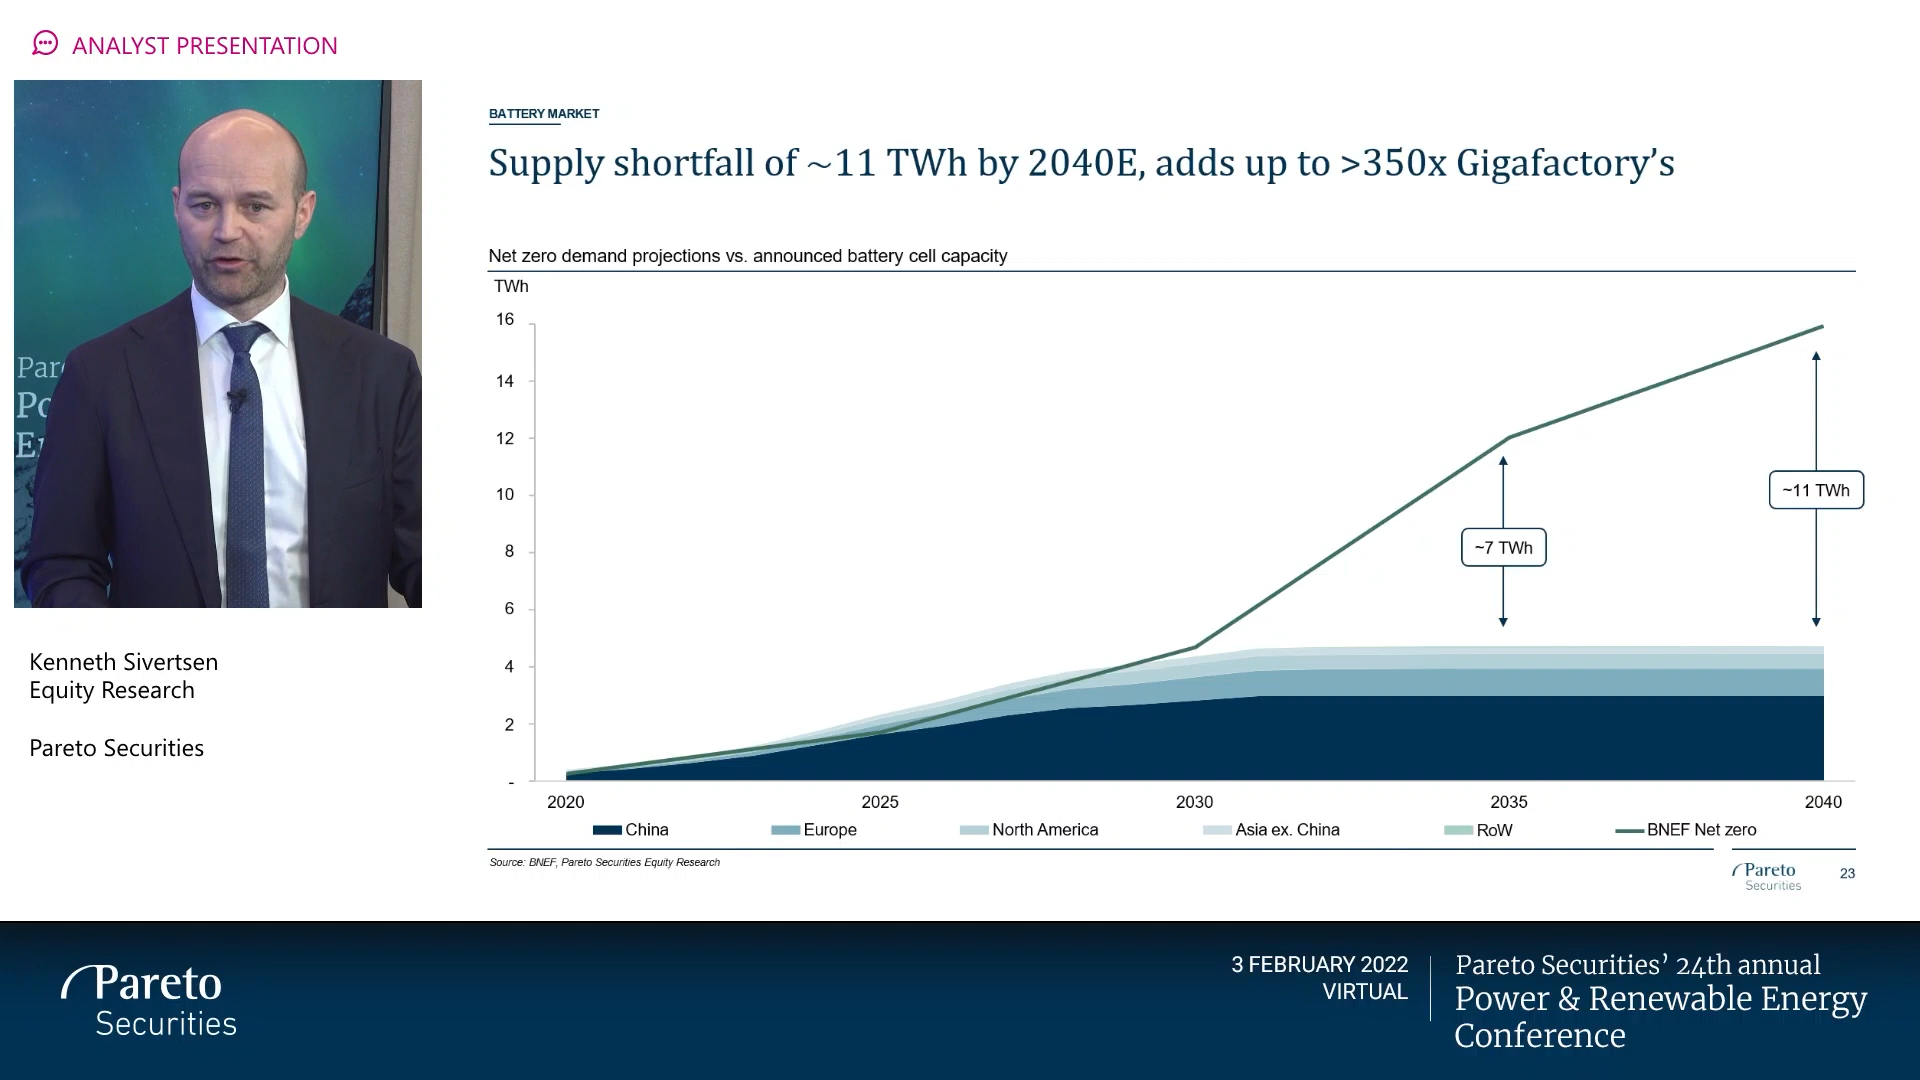 ANALYST PRESENTATION
Par
Po
En
Kenneth Sivertsen
Equity Research
Pareto Securities
BATTERY MARKET
Supply shortfall of ~11 TWh by 2040E, adds up to >350x Gigafactory’s
Net zero demand projections vs. announced battery cell capacity
TWh
16
14
12
10
8
6
4
2
-
~7 TWh
~11 TWh
2020 2025 2030 2035 2040
China Europe North America Asia ex. China RoW BNEF Net zero
Source: BNEF, Pareto Securities Equity Research
Pareto
Securities
23
Pareto
Securities
3 FEBRUARY 2022
VIRTUAL
Pareto Securities’ 24th annual
Power & Renewable Energy
Conference